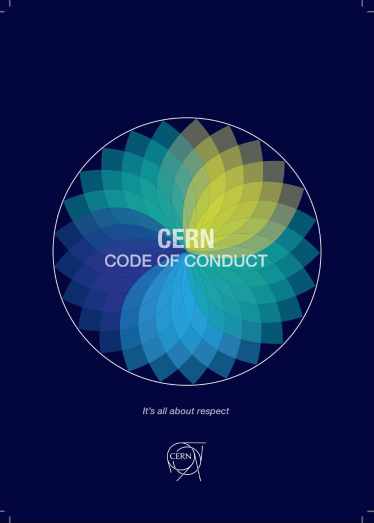 CERN
CODE OF CONDUCT
It's all about respect
CERN